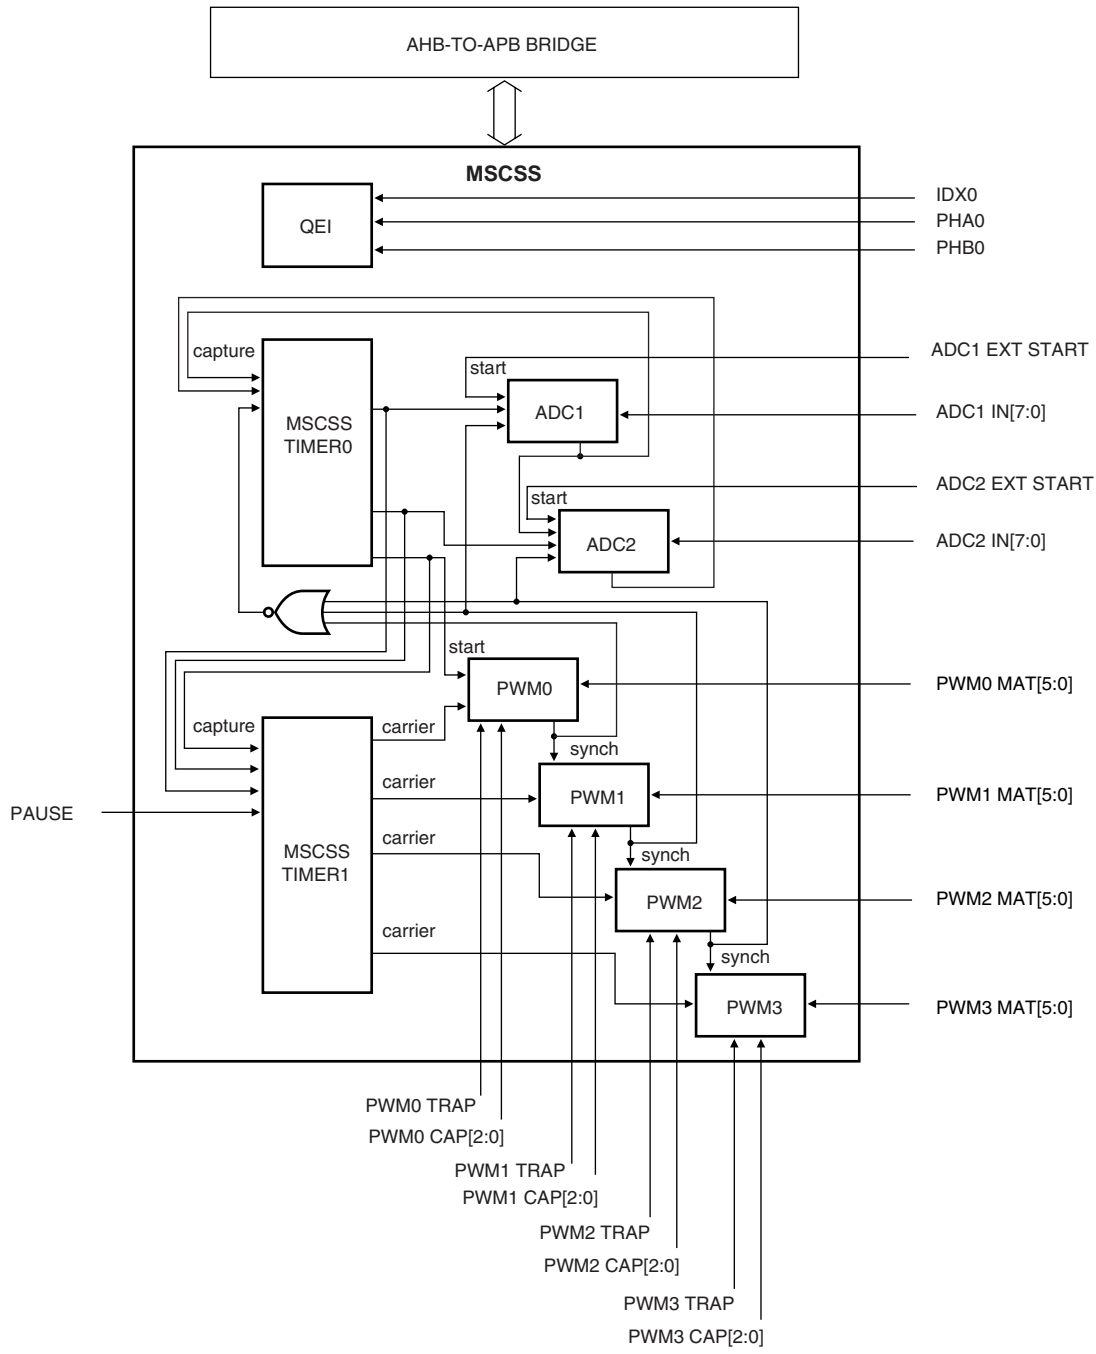 AHB-TO-APB BRIDGE
MSCSS
QEI
IDX0
PHA0
PHB0
capture
MSCSS
TIMER0
start
ADC1
ADC1 EXT START
ADC1 IN[7:0]
start
ADC2
ADC2 EXT START
ADC2 IN[7:0]
start
PWM0
PWM0 MAT[5:0]
capture
carrier
synch
carrier
PWM1
PWM1 MAT[5:0]
PAUSE
MSCSS
TIMER1
carrier
synch
PWM2
PWM2 MAT[5:0]
carrier
synch
PWM3
PWM3 MAT[5:0]
PWM0 TRAP
PWM0 CAP[2:0]
PWM1 TRAP
PWM1 CAP[2:0]
PWM2 TRAP
PWM2 CAP[2:0]
PWM3 TRAP
PWM3 CAP[2:0]